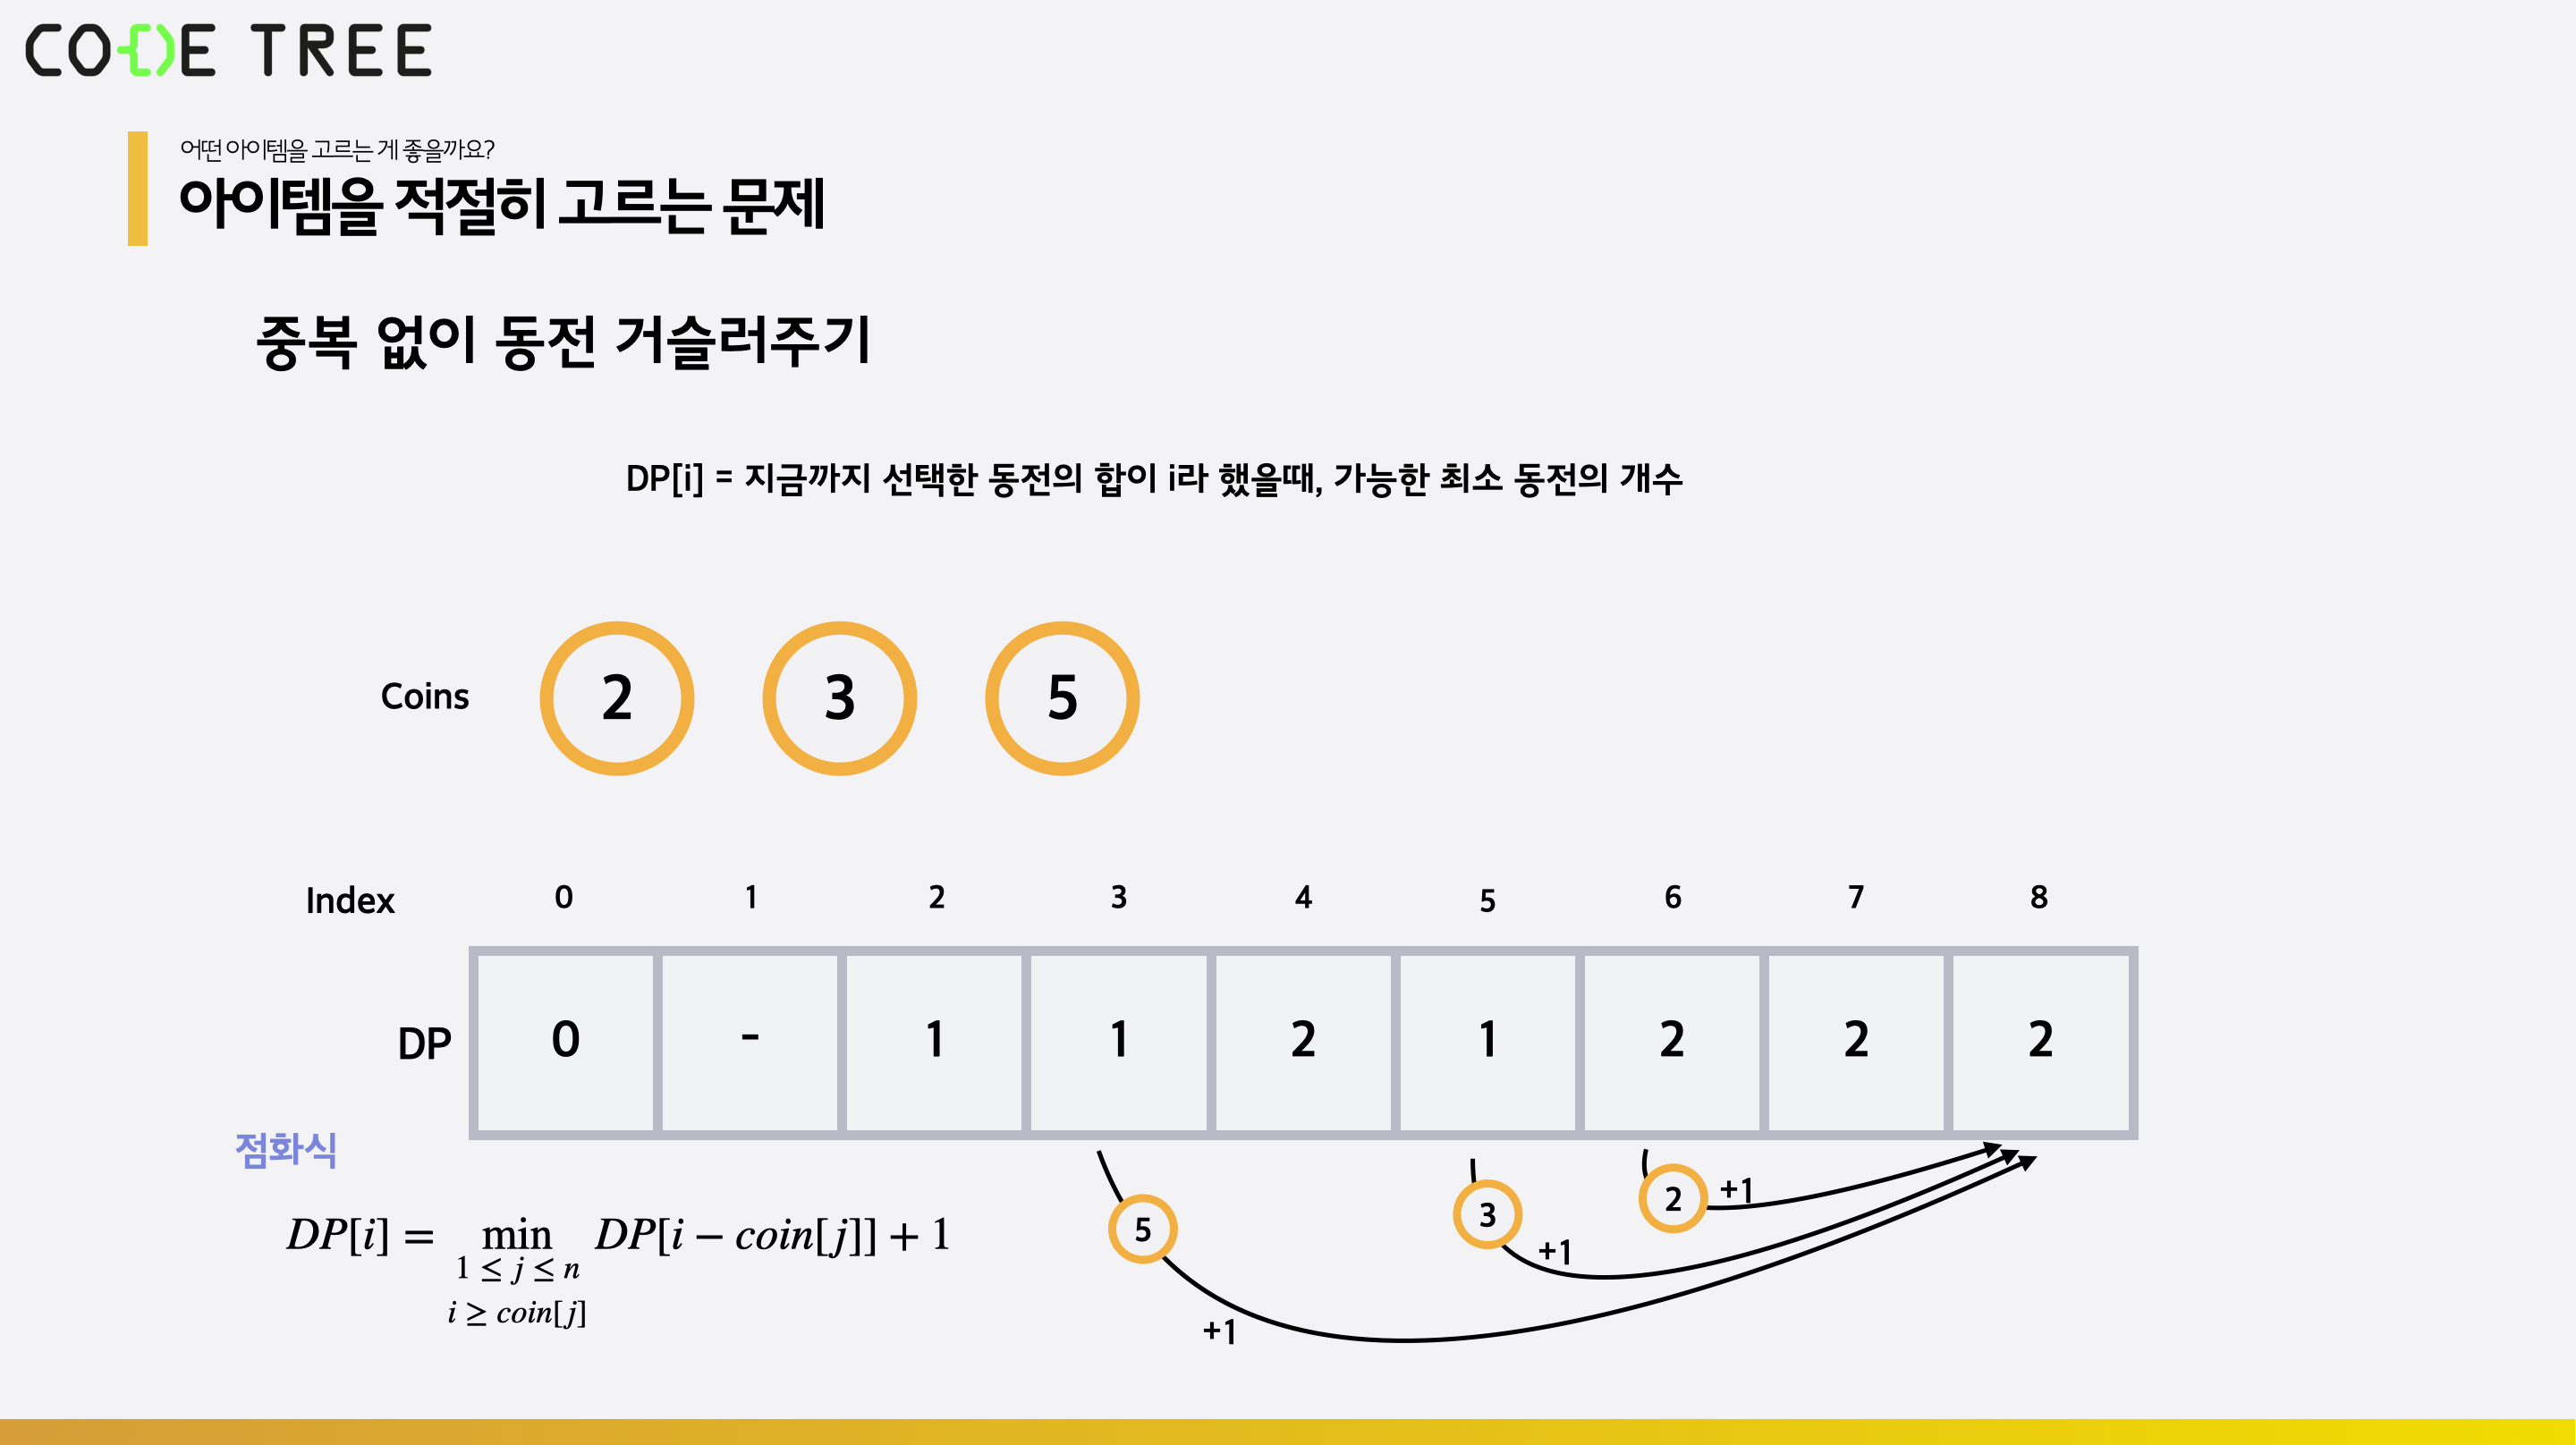 CO{}E TREE
어떤 아이템을 고르는 게 좋을까요?
아이템을 적절히 고르는 문제
중복 없이 동전 거슬러주기
DP[i] = 지금까지 선택한 동전의 합이 i라 했을때, 가능한 최소 동전의 개수
Coins 2 3 5
Index 0 1 2 3 4 5 6 7 8
DP 0 - 1 1 2 1 2 2 2
점화식
DP[i] = min DP[i − coin[j]] + 1
1 ≤ j ≤ n
i ≥ coin[j]
5 3 2 +1
+1
+1